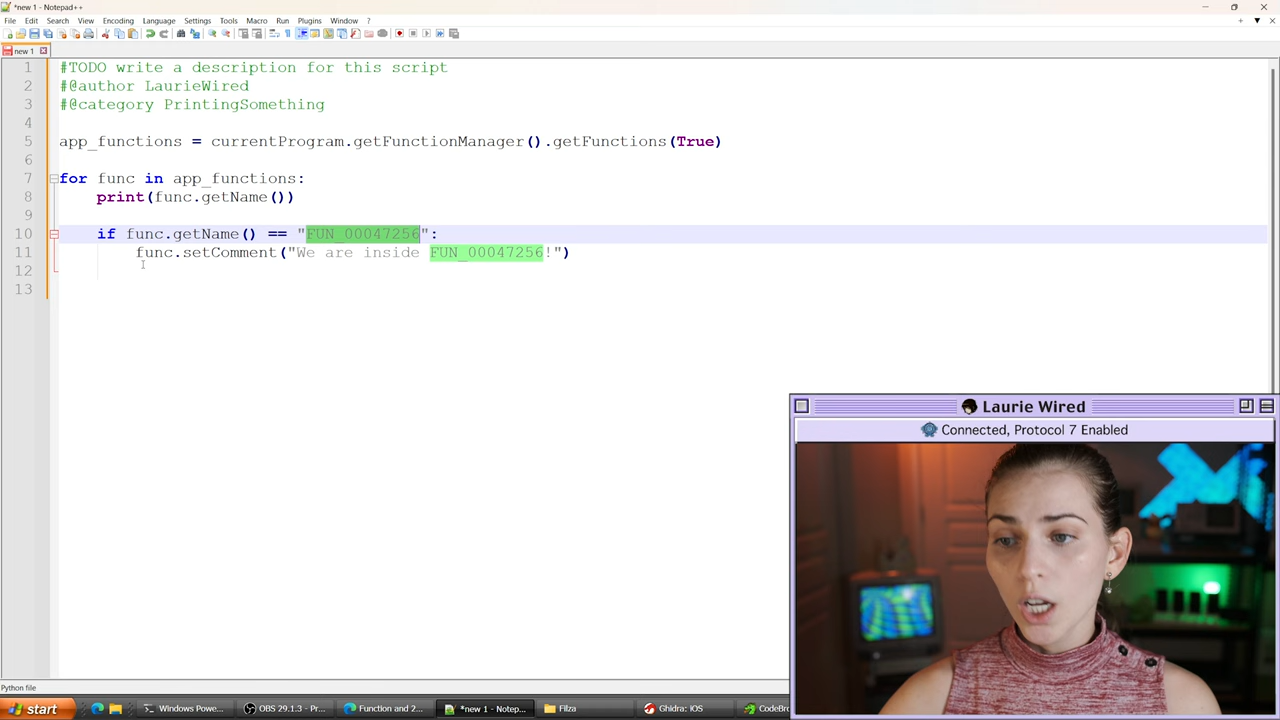 *new 1 - Notepad++
File Edit Search View Encoding Language Settings Tools Macro Run Plugins Window ?
new 1
1 #TODO write a description for this script
2 #@author LaurieWired
3 #@category PrintingSomething
4
5 app_functions = currentProgram.getFunctionManager().getFunctions(True)
6
7 for func in app_functions:
8 print(func.getName())
9
10 if func.getName() == "FUN_00047256":
11 func.setComment("We are inside FUN_00047256!")
12
13
Laurie Wired
Connected, Protocol 7 Enabled
Python file
start Windows Powe... OBS 29.1.3 - Pr... Function and 2... *new 1 - Notep... Filza Ghidra: iOS CodeBro